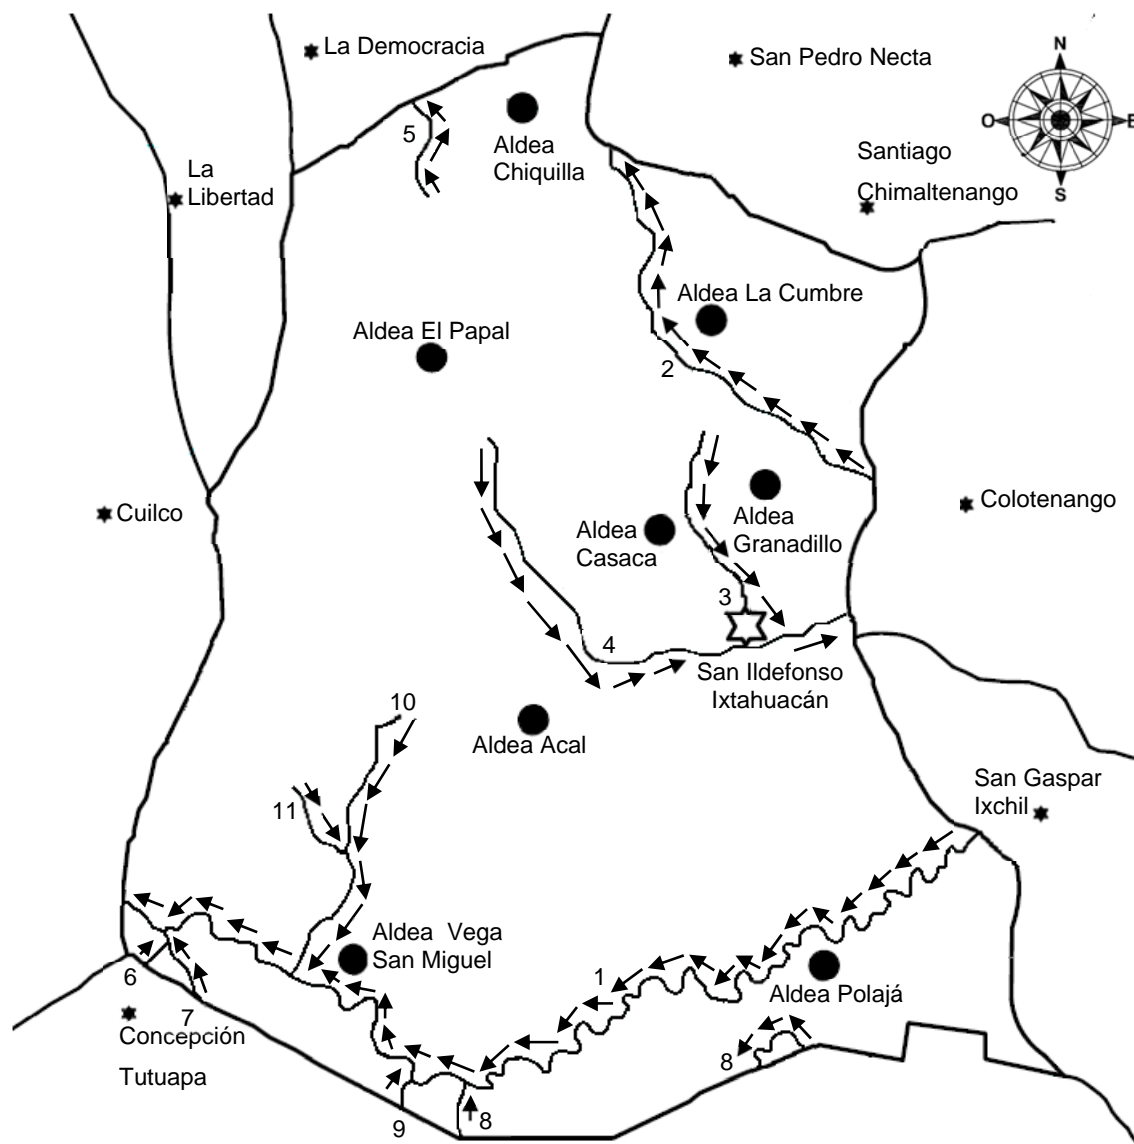 La Democracia
San Pedro Necta
N
O
E
S
5
Aldea
Chiquilla
La
Libertad
Santiago
Chimaltenango
Aldea La Cumbre
Aldea El Papal
2
Cuilco
Aldea
Casaca
Aldea
Granadillo
Colotenango
3
4
San Ildefonso
Ixtahuacán
10
Aldea Acal
11
San Gaspar
Ixchil
Aldea Vega
San Miguel
6
1
Aldea Polajá
7
Concepción
Tutuapa
8
9
8